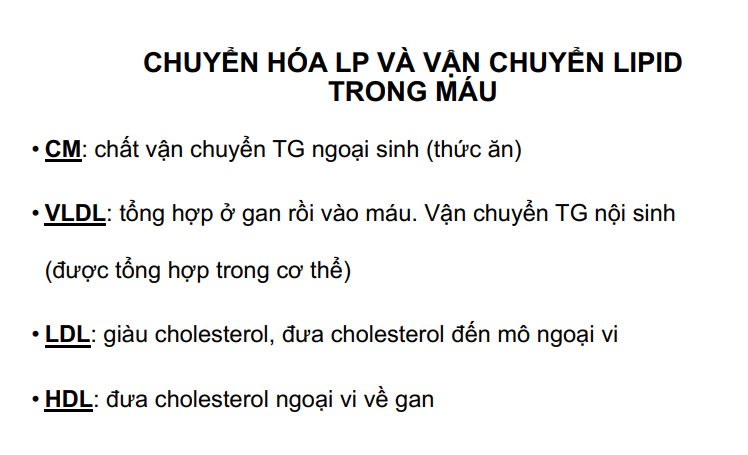 CHUYỂN HÓA LP VÀ VẬN CHUYỂN LIPID
TRONG MÁU
• CM: chất vận chuyển TG ngoại sinh (thức ăn)
• VLDL: tổng hợp ở gan rồi vào máu. Vận chuyển TG nội sinh
(được tổng hợp trong cơ thể)
• LDL: giàu cholesterol, đưa cholesterol đến mô ngoại vi
• HDL: đưa cholesterol ngoại vi về gan